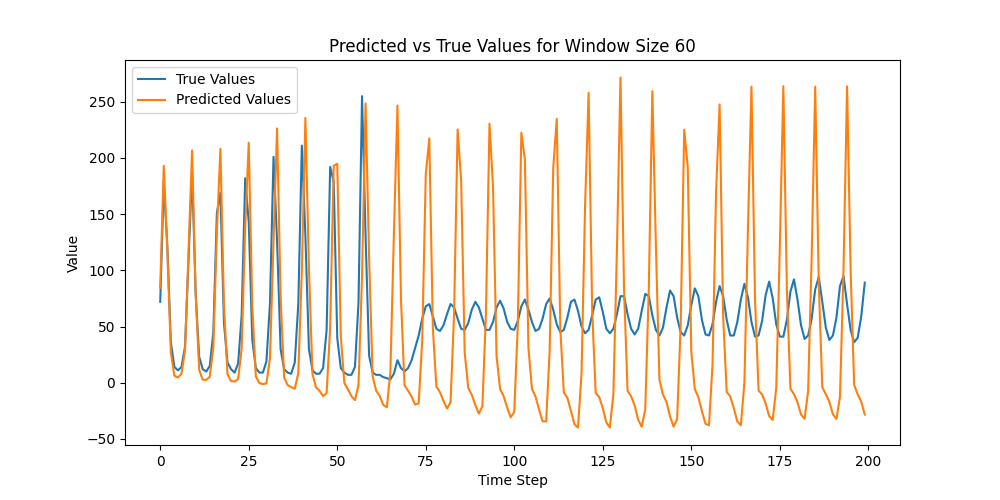 Predicted vs True Values for Window Size 60
True Values
Predicted Values
Value
250
200
150
100
50
0
−50
0 25 50 75 100 125 150 175 200
Time Step